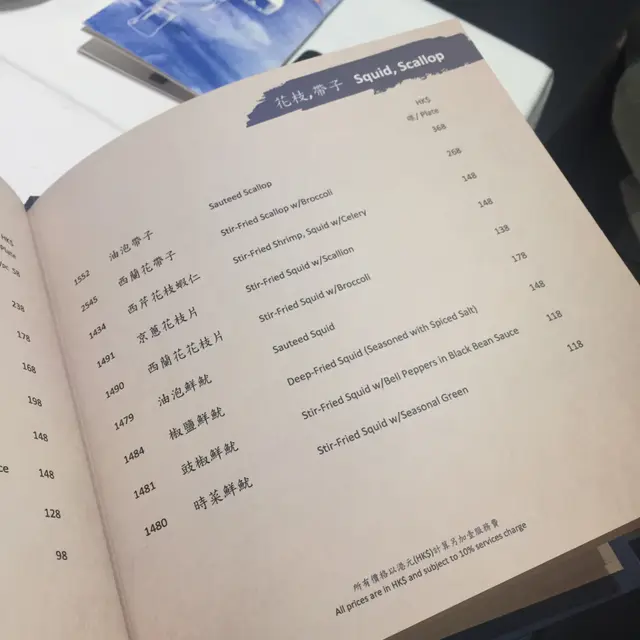 HK$
Plate
238
178
168
198
148
148
128
98
花枝,帶子 Squid, Scallop
HK$
碟/ Plate
1552 油泡帶子 Sauteed Scallop 368
2545 西蘭花帶子 Stir-Fried Scallop w/Broccoli 268
1434 西芹花枝蝦仁 Stir-Fried Shrimp, Squid w/Celery 148
1491 京蔥花枝片 Stir-Fried Squid w/Scallion 148
1490 西蘭花花枝片 Stir-Fried Squid w/Broccoli 138
1479 油泡鮮魷 Sauteed Squid 178
1484 椒鹽鮮魷 Deep-Fried Squid (Seasoned with Spiced Salt) 148
1481 豉椒鮮魷 Stir-Fried Squid w/Bell Peppers in Black Bean Sauce 118
1480 時菜鮮魷 Stir-Fried Squid w/Seasonal Green 118
所有價格以港元(HK$)計算另加壹服務費
All prices are in HK$ and subject to 10% services charge